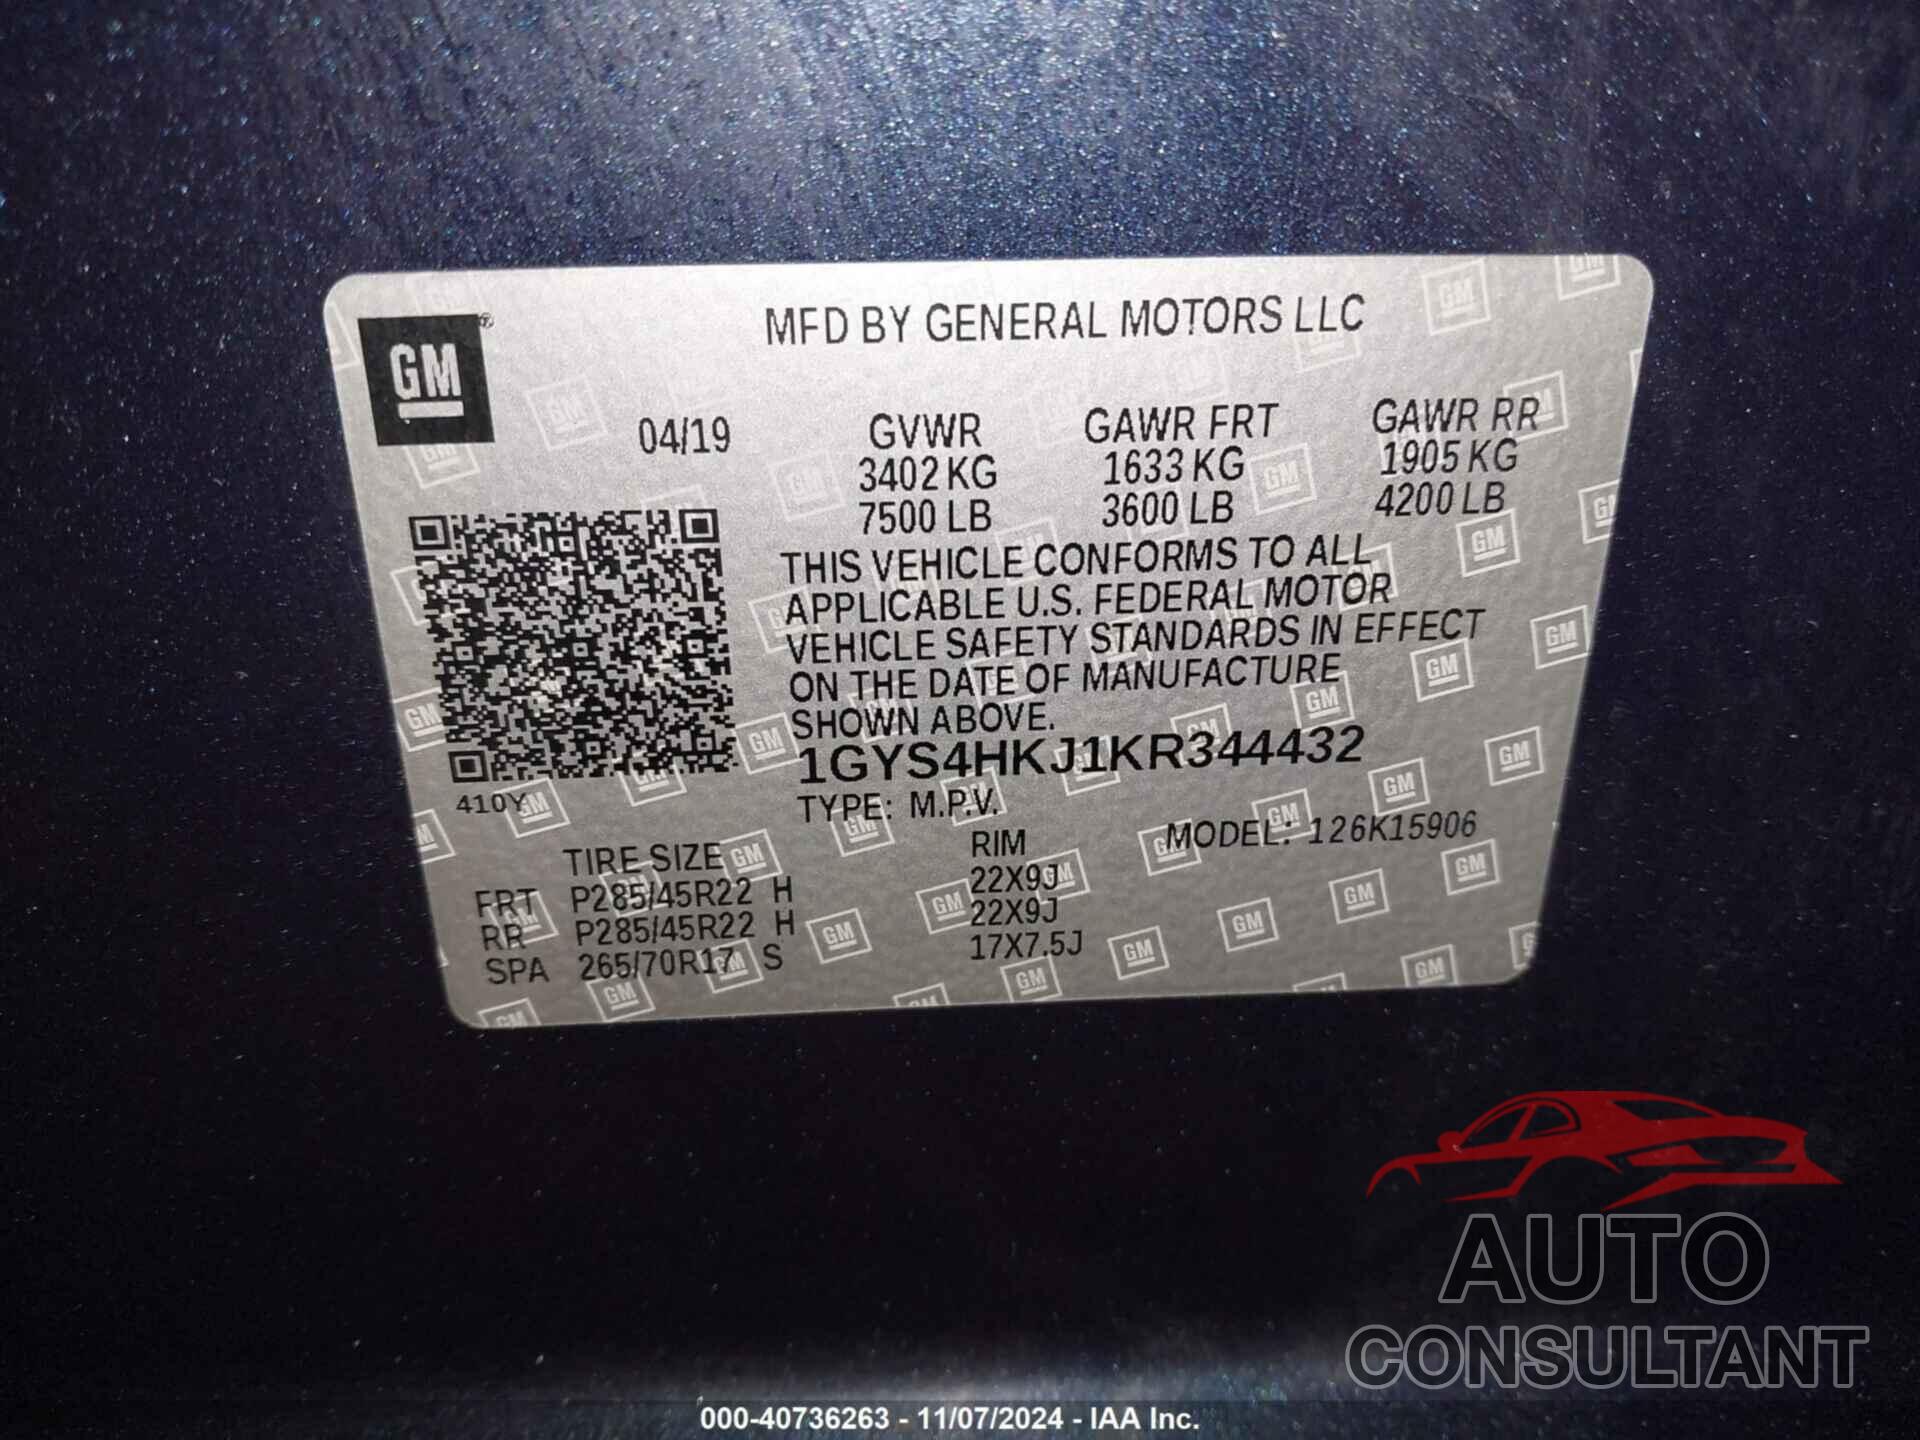 MFD BY GENERAL MOTORS LLC
GM
®
04/19
GVWR
3402 KG
7500 LB
GAWR FRT
1633 KG
3600 LB
GAWR RR
1905 KG
4200 LB
THIS VEHICLE CONFORMS TO ALL
APPLICABLE U.S. FEDERAL MOTOR
VEHICLE SAFETY STANDARDS IN EFFECT
ON THE DATE OF MANUFACTURE
SHOWN ABOVE.
1GYS4HKJ1KR344432
410Y
TYPE: M.P.V.
MODEL: 126K15906
TIRE SIZE RIM
FRT P285/45R22 H 22X9J
RR P285/45R22 H 22X9J
SPA 265/70R17 S 17X7.5J
AUTO
CONSULTANT
000-40736263 - 11/07/2024 - IAA Inc.